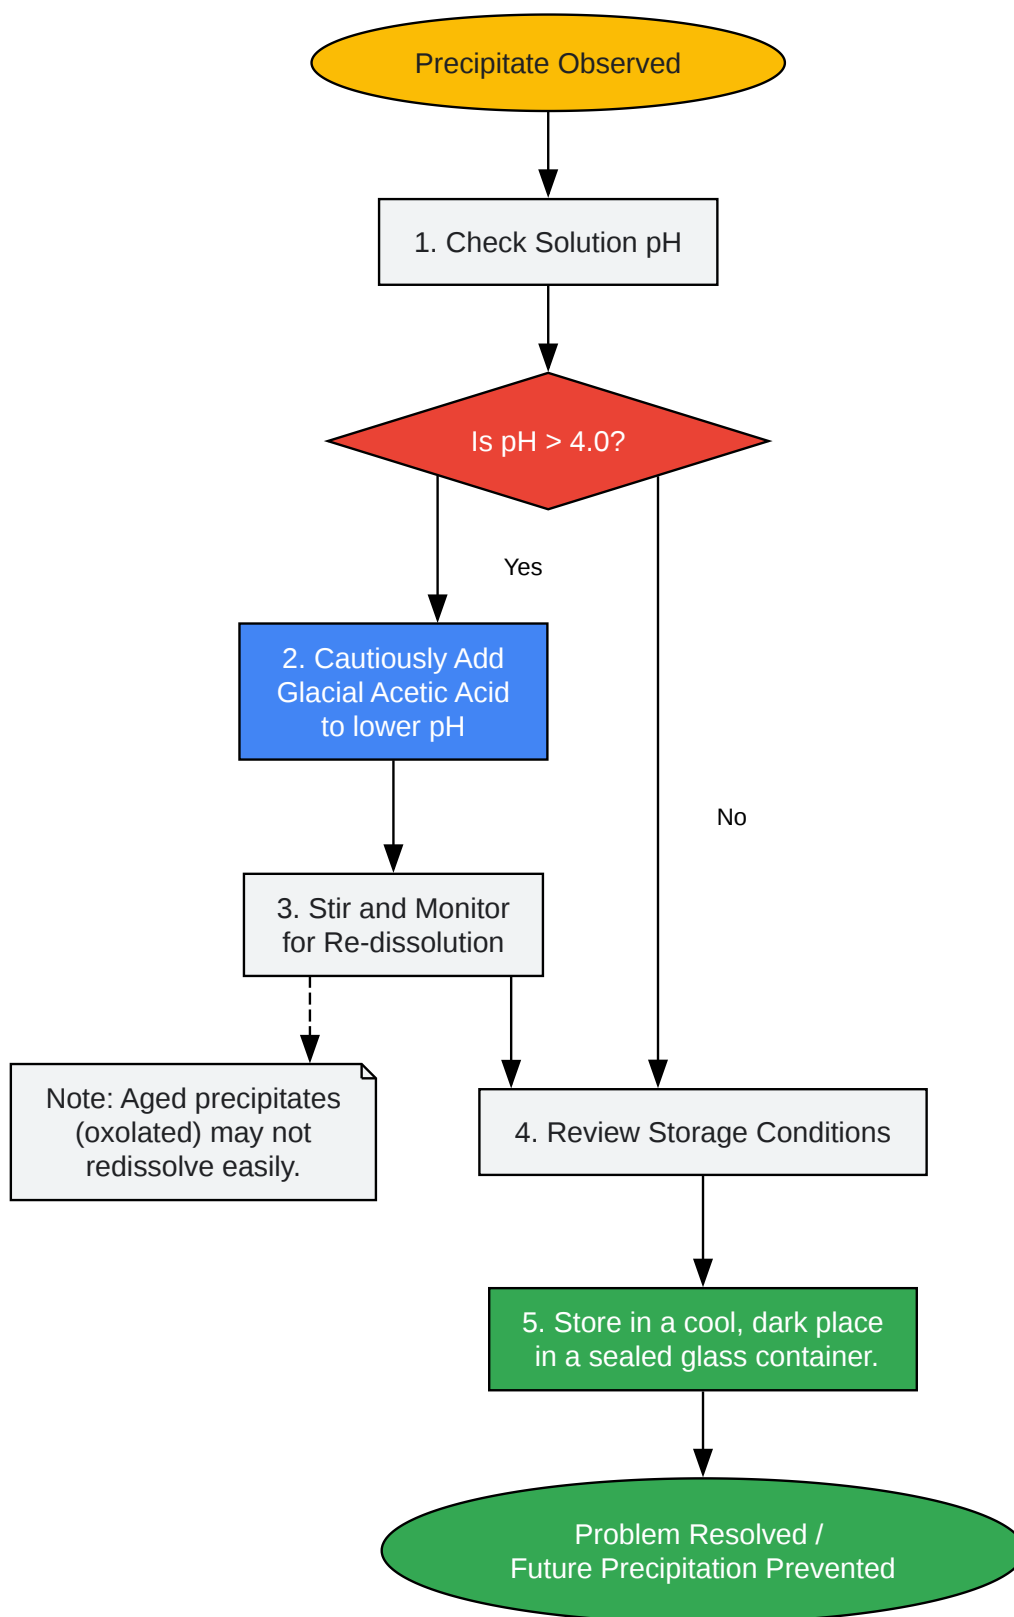 Precipitate Observed
1. Check Solution pH
Is pH > 4.0?
Yes
2. Cautiously Add
Glacial Acetic Acid
to lower pH
No
3. Stir and Monitor
for Re-dissolution
Note: Aged precipitates
(oxolated) may not
redissolve easily.
4. Review Storage Conditions
5. Store in a cool, dark place
in a sealed glass container.
Problem Resolved /
Future Precipitation Prevented